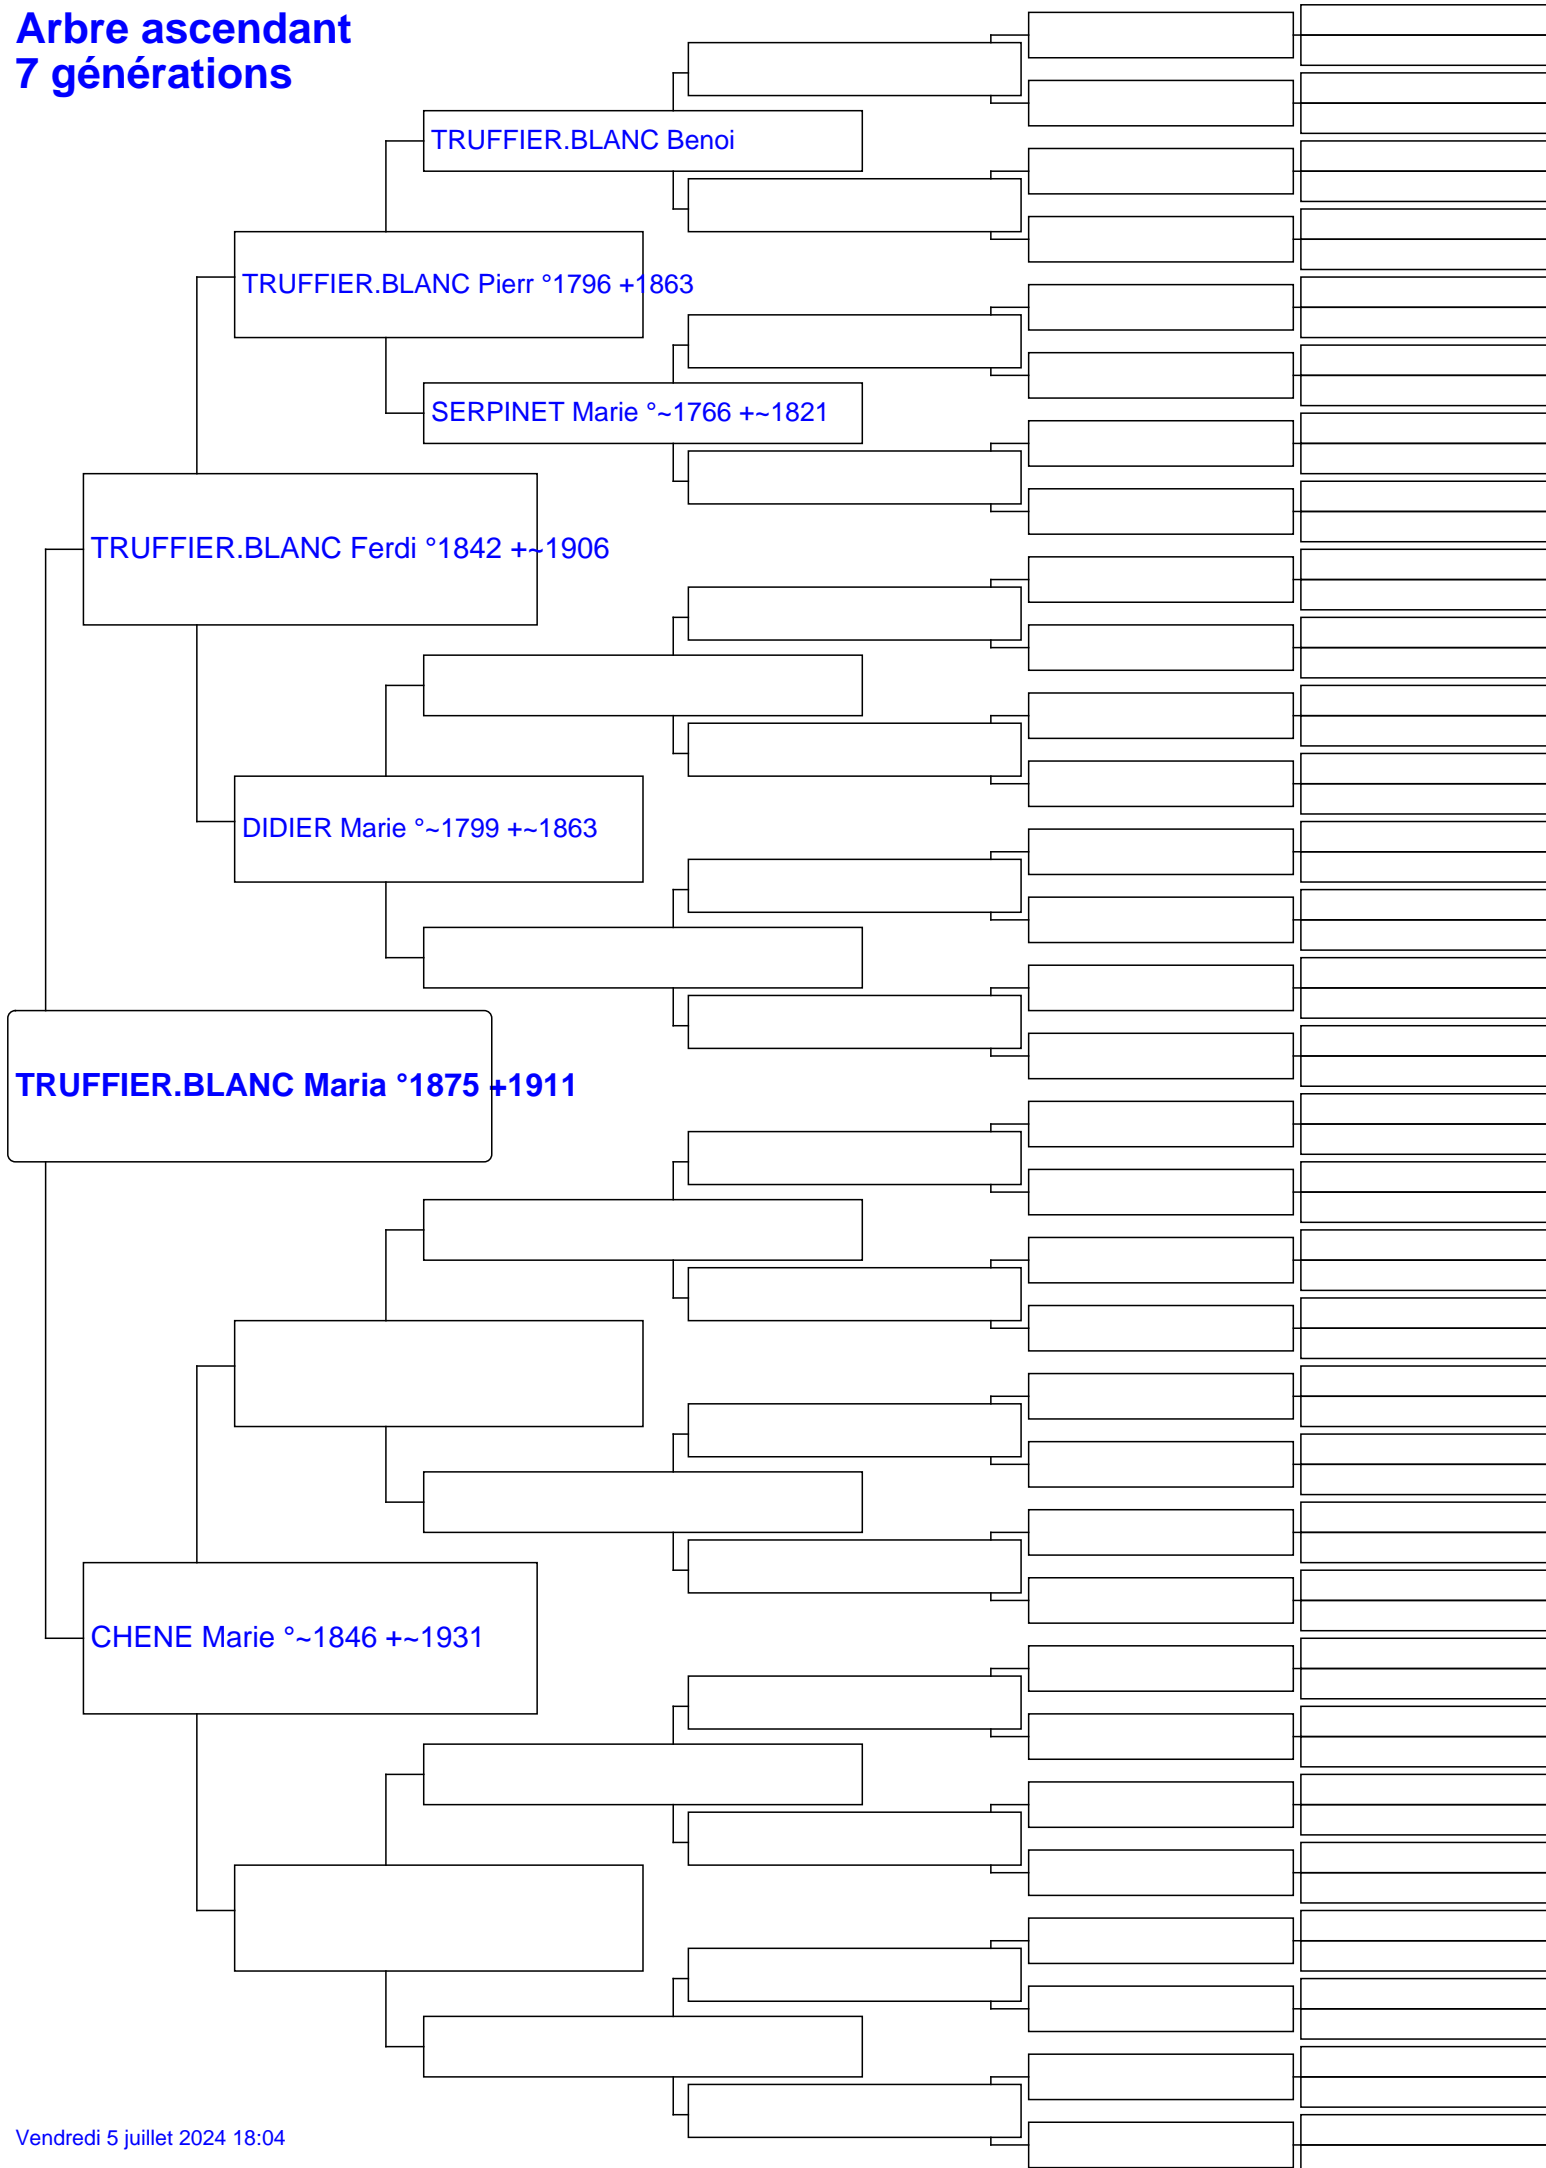 Arbre ascendant
7 générations
TRUFFIER.BLANC Benoi
TRUFFIER.BLANC Pierr °1796 +1863
SERPINET Marie °~1766 +~1821
TRUFFIER.BLANC Ferdi °1842 +~1906
DIDIER Marie °~1799 +~1863
TRUFFIER.BLANC Maria °1875 +1911
CHENE Marie °~1846 +~1931
Vendredi 5 juillet 2024 18:04